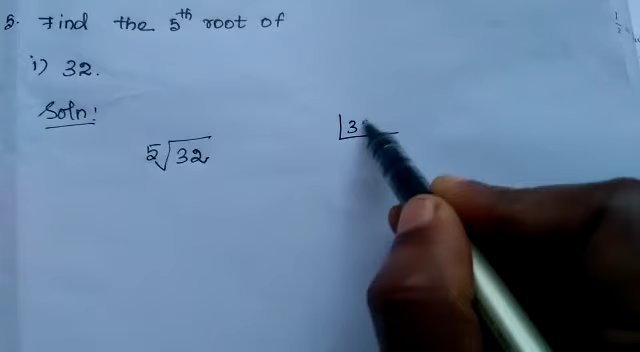 5. Find the 5th root of
i) 32.
Soln:
⁵√32
3